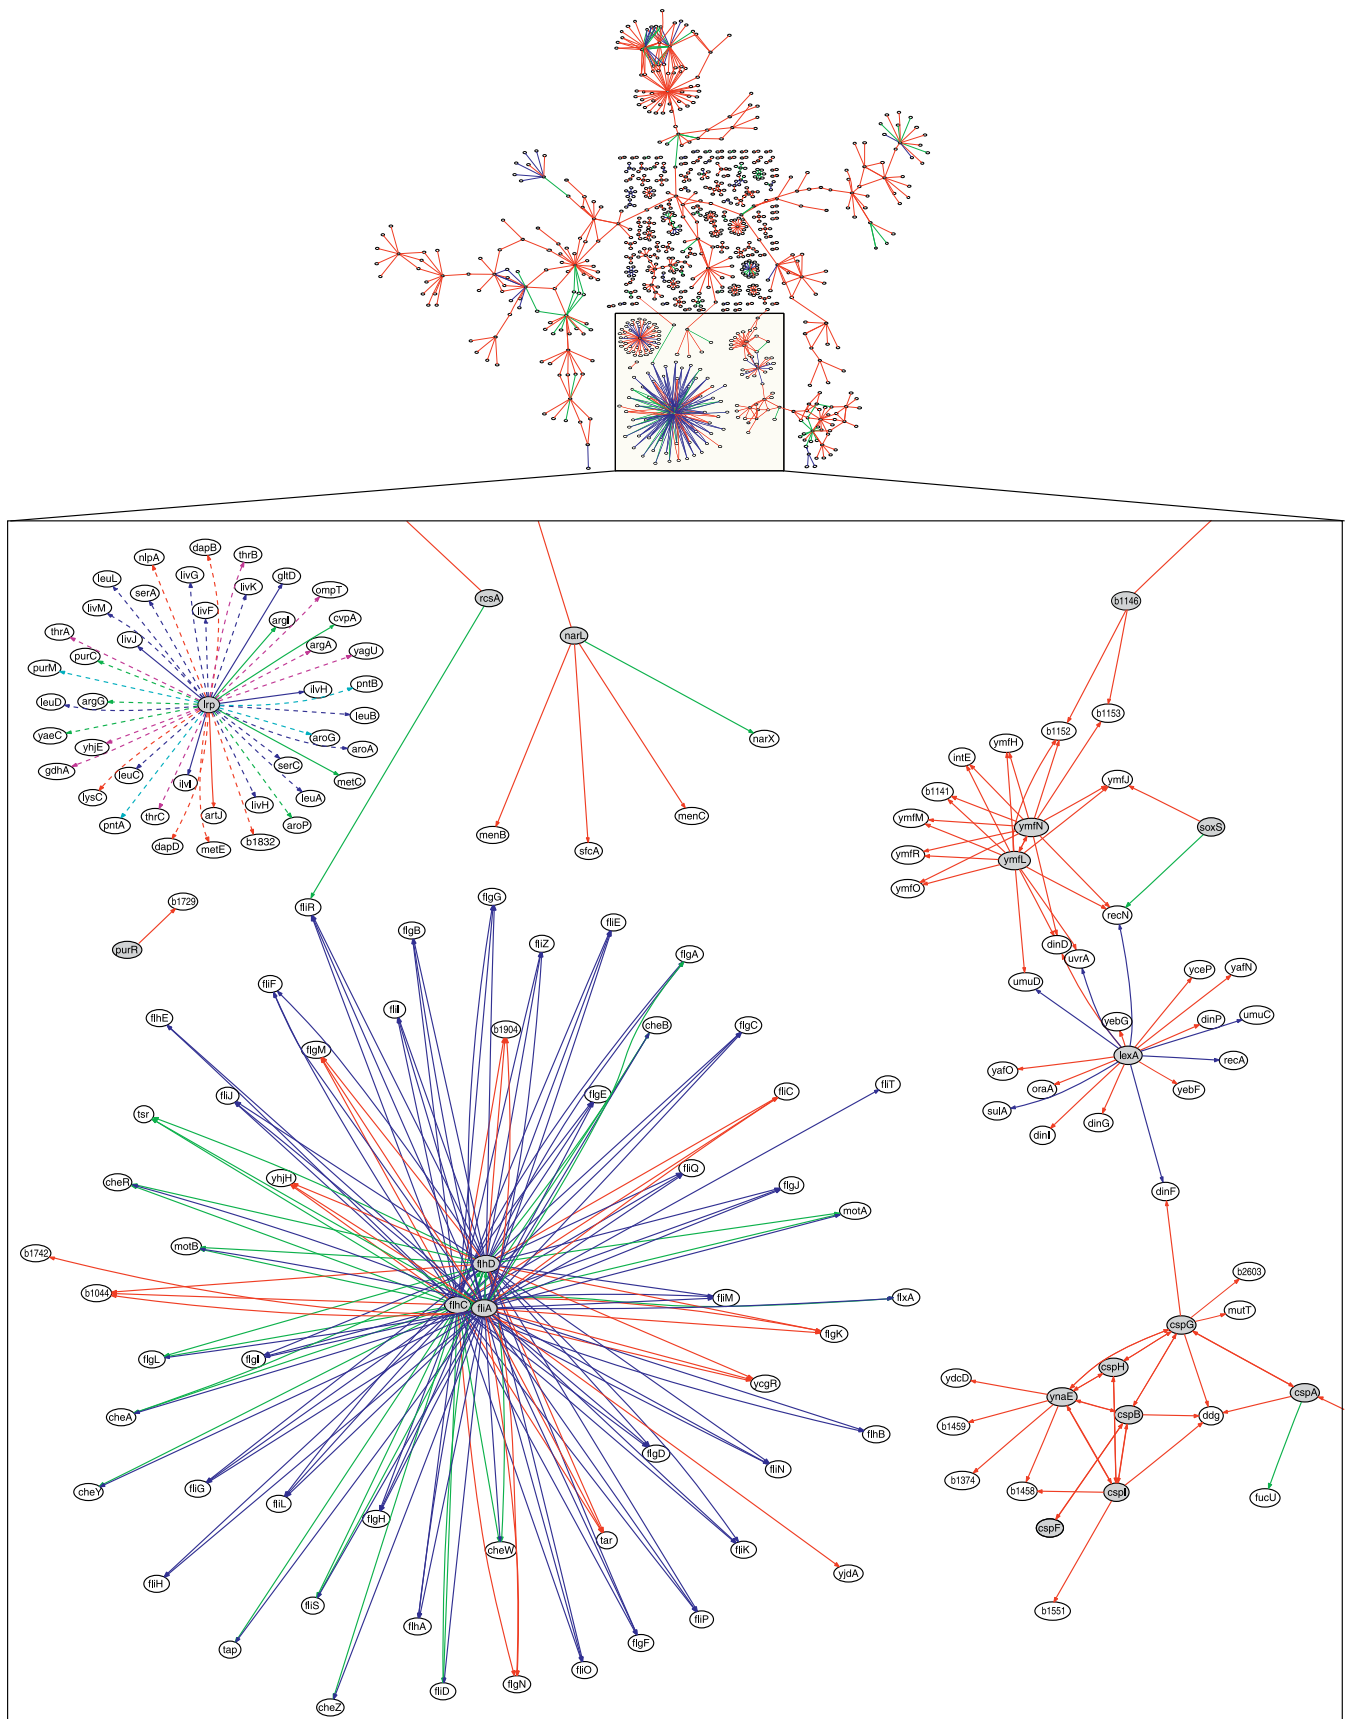 dapB
nlpA
thrB
leuL
livG
gltD
serA
livK
ompT
livM
livF
argI
cvpA
thrA
livJ
argA
yagU
purC
purM
pntB
ilvH
leuD
argG
lrp
leuB
yaeC
aroG
aroA
yhjE
serC
gdhA
leuC
ilvI
metC
lysC
leuA
livH
thrC
artJ
aroP
pntA
dapD
metE
b1832
rcsA
narL
narX
menC
menB
sfcA
b1146
b1153
b1152
ymfH
intE
ymfJ
b1141
ymfM
ymfN
soxS
ymfR
ymfL
ymfO
recN
dinD
uvrA
umuD
yceP
yafN
yebG
dinP
umuC
lexA
recA
yafO
oraA
yebF
sulA
dinG
dinI
dinF
b1729
purR
flgG
fliR
flgB
fliE
fliZ
flgA
fliF
fliI
flhE
b1904
cheB
flgC
flgM
fliJ
flgE
fliC
fliT
tsr
fliQ
cheR
yhjH
flgJ
motA
motB
b1742
flhD
b1044
flhC
fliA
fliM
flxA
flgK
flgL
flgI
ycgR
cheA
flhB
flgD
fliN
cheY
fliG
fliL
flgH
tar
cheW
fliK
yjdA
fliH
fliS
flhA
fliP
tap
flgF
fliO
fliD
flgN
cheZ
b2603
mutT
cspG
cspH
ydcD
ynaE
cspA
cspB
ddg
b1459
b1374
b1458
cspI
fucU
cspF
b1551